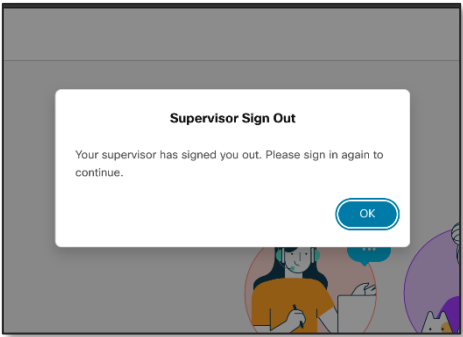 Supervisor Sign Out
Your supervisor has signed you out. Please sign in again to
continue.
OK